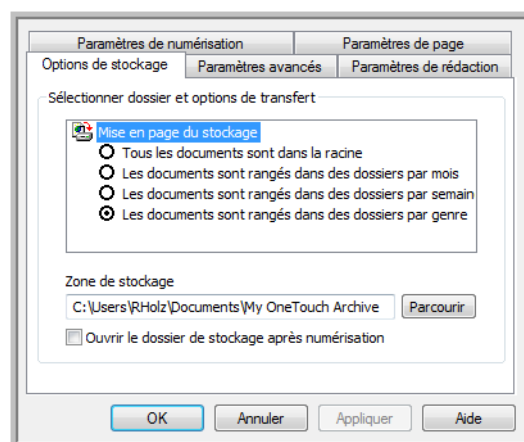 Paramètres de numérisation
Paramètres de page
Options de stockage
Paramètres avancés
Paramètres de rédaction
Sélectionner dossier et options de transfert
Mise en page du stockage
Tous les documents sont dans la racine
Les documents sont rangés dans des dossiers par mois
Les documents sont rangés dans des dossiers par semain
Les documents sont rangés dans des dossiers par genre
Zone de stockage
C:\Users\RHolz\Documents\My OneTouch Archive
Parcourir
Ouvrir le dossier de stockage après numérisation
OK
Annuler
Appliquer
Aide